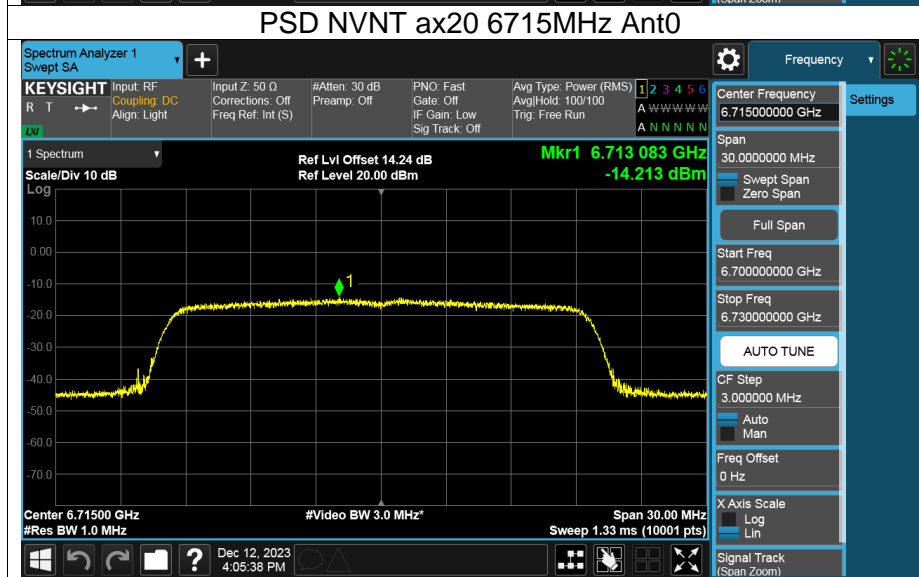 (Span Zoom)
PSD NVNT ax20 6715MHz Ant0
Spectrum Analyzer 1
Swept SA
+
Frequency
KEYSIGHT
R T
LXI
Input: RF
Coupling: DC
Align: Light
Input Z: 50 Ω
Corrections: Off
Freq Ref: Int (S)
#Atten: 30 dB
Preamp: Off
PNO: Fast
Gate: Off
IF Gain: Low
Sig Track: Off
Avg Type: Power (RMS)
Avg|Hold: 100/100
Trig: Free Run
1 2 3 4 5 6
A W W W W W
A N N N N N
1 Spectrum
Scale/Div 10 dB
Log
Ref Lvl Offset 14.24 dB
Ref Level 20.00 dBm
Mkr1 6.713 083 GHz
-14.213 dBm
10.0
0.00
-10.0
-20.0
-30.0
-40.0
-50.0
-60.0
-70.0
1
Center 6.71500 GHz
#Res BW 1.0 MHz
#Video BW 3.0 MHz*
Span 30.00 MHz
Sweep 1.33 ms (10001 pts)
Center Frequency
6.715000000 GHz
Settings
Span
30.0000000 MHz
Swept Span
Zero Span
Full Span
Start Freq
6.700000000 GHz
Stop Freq
6.730000000 GHz
AUTO TUNE
CF Step
3.000000 MHz
Auto
Man
Freq Offset
0 Hz
X Axis Scale
Log
Lin
Signal Track
(Span Zoom)
?
Dec 12, 2023
4:05:38 PM